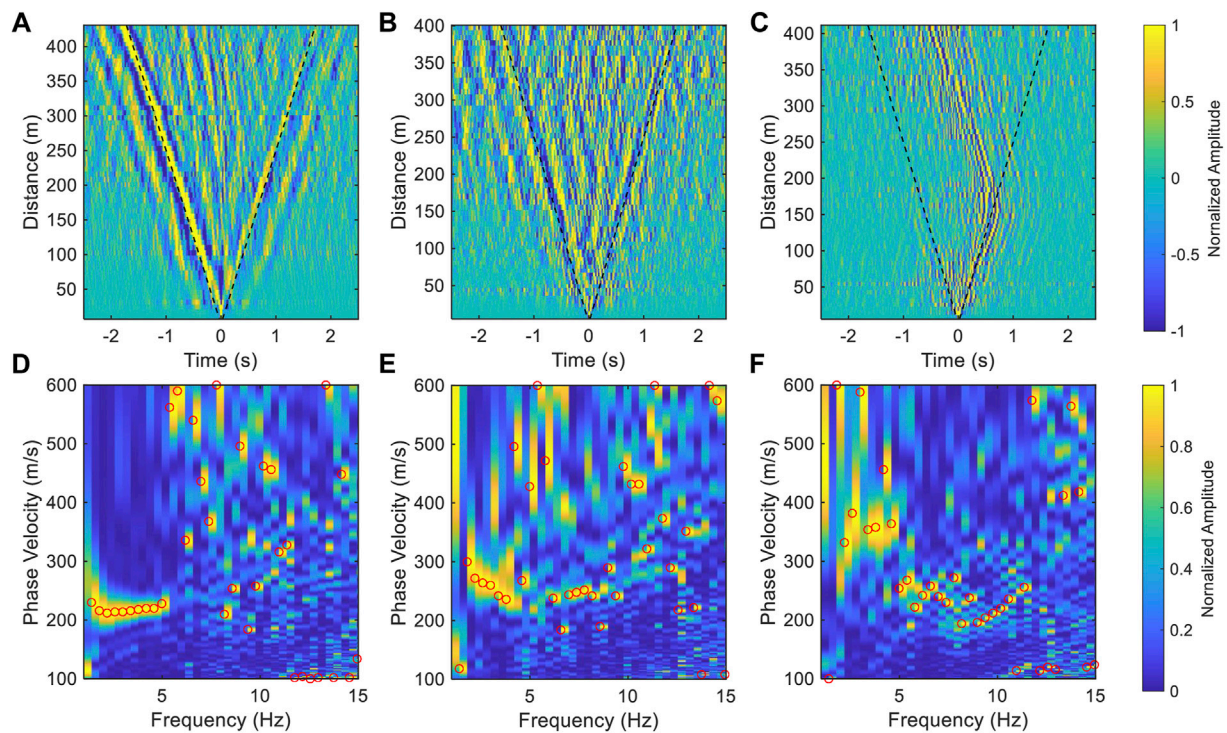 A
B
C
400
350
300
250
200
150
100
50
Distance (m)
-2 -1 0 1 2
Time (s)
400
350
300
250
200
150
100
50
Distance (m)
-2 -1 0 1 2
Time (s)
400
350
300
250
200
150
100
50
Distance (m)
-2 -1 0 1 2
Time (s)
1
0.5
0
-0.5
-1
Nornalized Amplitude
D
E
F
600
500
400
300
200
100
Phase Velocity (m/s)
5 10 15
Frequency (Hz)
600
500
400
300
200
100
Phase Velocity (m/s)
5 10 15
Frequency (Hz)
600
500
400
300
200
100
Phase Velocity (m/s)
5 10 15
Frequency (Hz)
1
0.8
0.6
0.4
0.2
0
Normalized Amplitude